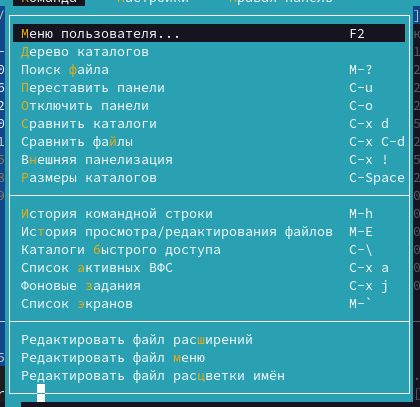 Команда Настройки Правая панель
Меню пользователя... F2
Дерево каталогов
Поиск файла M-?
Переставить панели C-u
Отключить панели C-o
Сравнить каталоги C-x d
Сравнить файлы C-x C-d
Внешняя панелизация C-x !
Размеры каталогов C-Space
История командной строки M-h
История просмотра/редактирования файлов M-E
Каталоги быстрого доступа C-\
Список активных ВФС C-x a
Фоновые задания C-x j
Список экранов M-`
Редактировать файл расширений
Редактировать файл меню
Редактировать файл расцветки имён